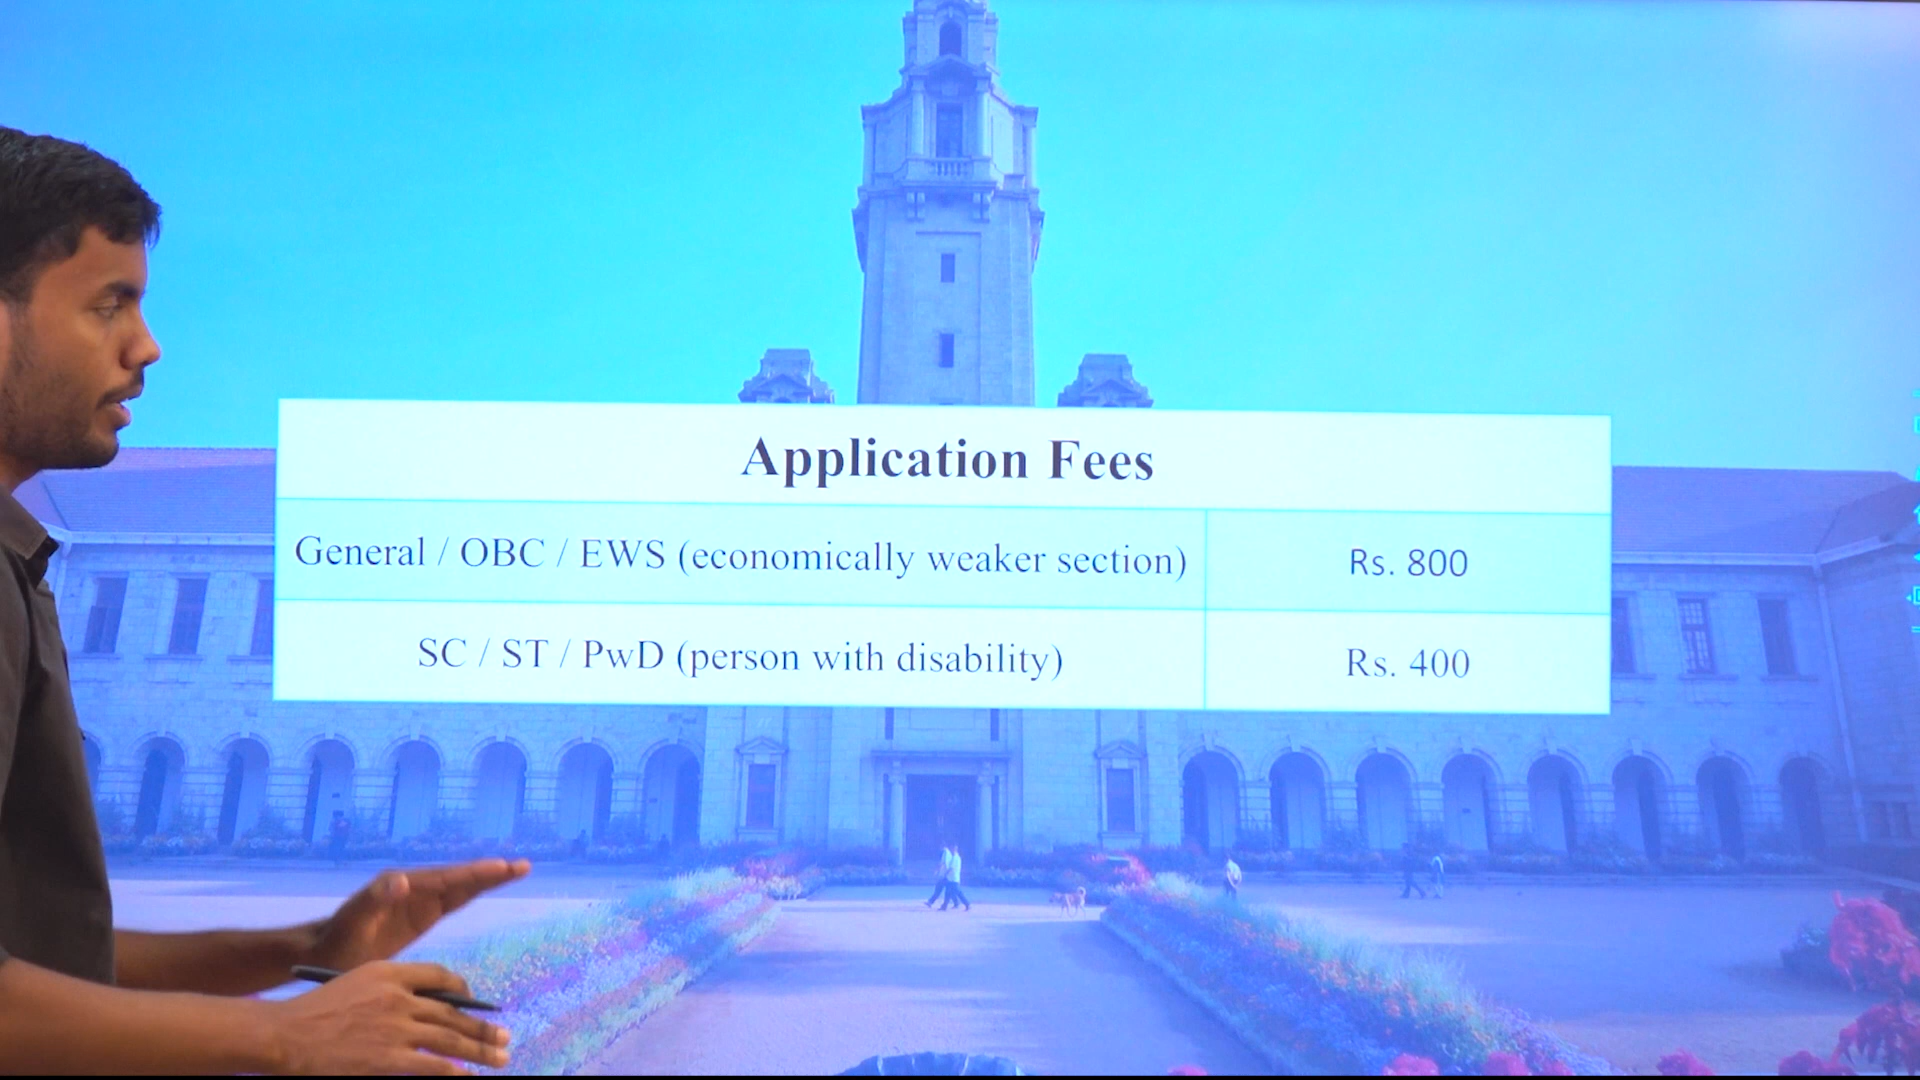 Application Fees
General / OBC / EWS (economically weaker section) Rs. 800
SC / ST / PwD (person with disability) Rs. 400